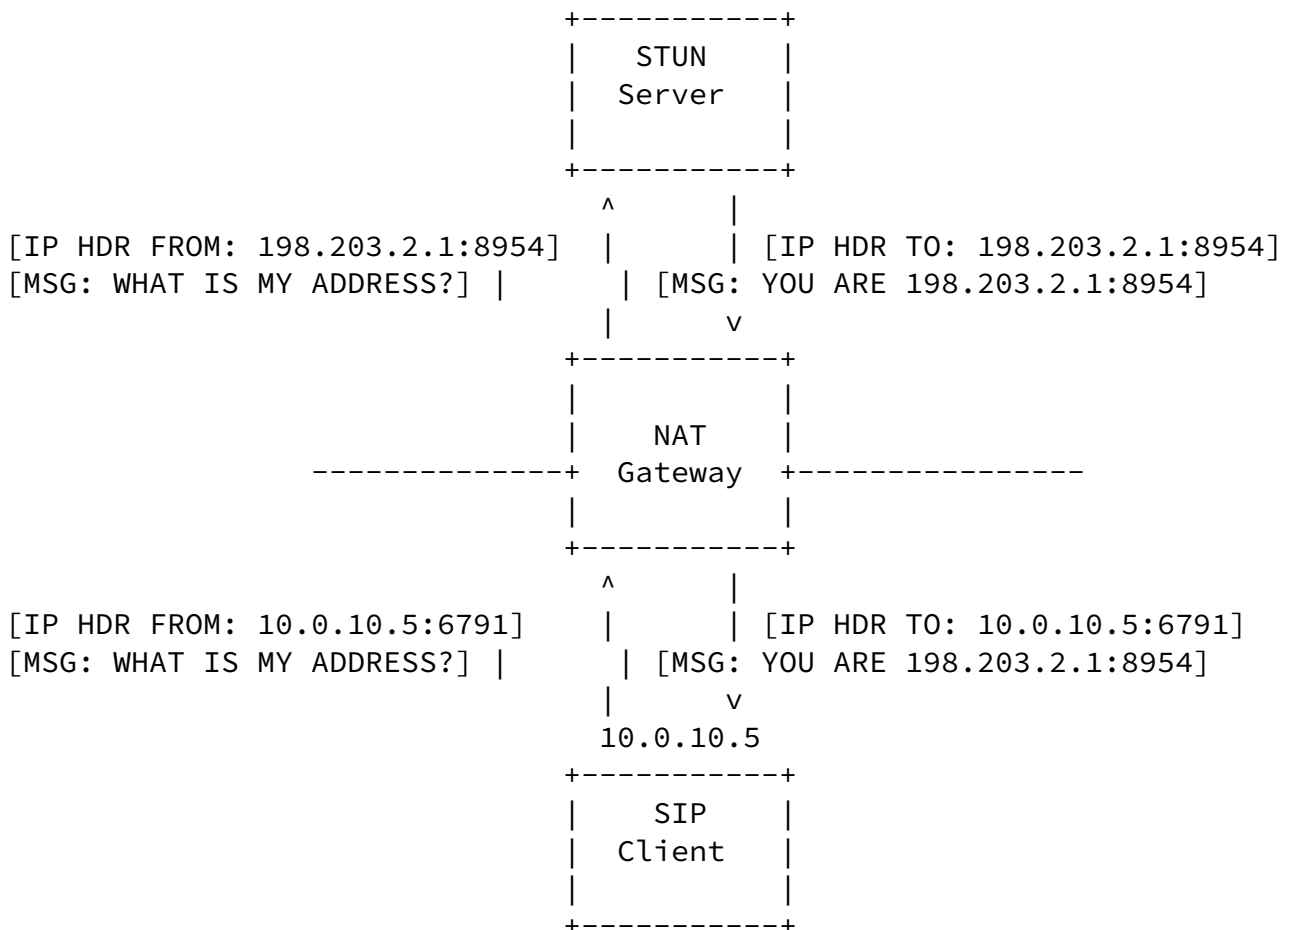 +-----------+
                               |   STUN    |
                               |  Server   |
                               |           |
                               +-----------+
                                 ^      |
[IP HDR FROM: 198.203.2.1:8954]  |      | [IP HDR TO: 198.203.2.1:8954]
[MSG: WHAT IS MY ADDRESS?] |      | [MSG: YOU ARE 198.203.2.1:8954]
                                 |      v
                               +-----------+
                               |           |
                               |    NAT    |
                 --------------+  Gateway  +----------------
                               |           |
                               +-----------+
                                 ^      |
[IP HDR FROM: 10.0.10.5:6791]    |      | [IP HDR TO: 10.0.10.5:6791]
[MSG: WHAT IS MY ADDRESS?] |      | [MSG: YOU ARE 198.203.2.1:8954]
                                 |      v
                                 10.0.10.5
                               +-----------+
                               |    SIP    |
                               |  Client   |
                               |           |
                               +-----------+